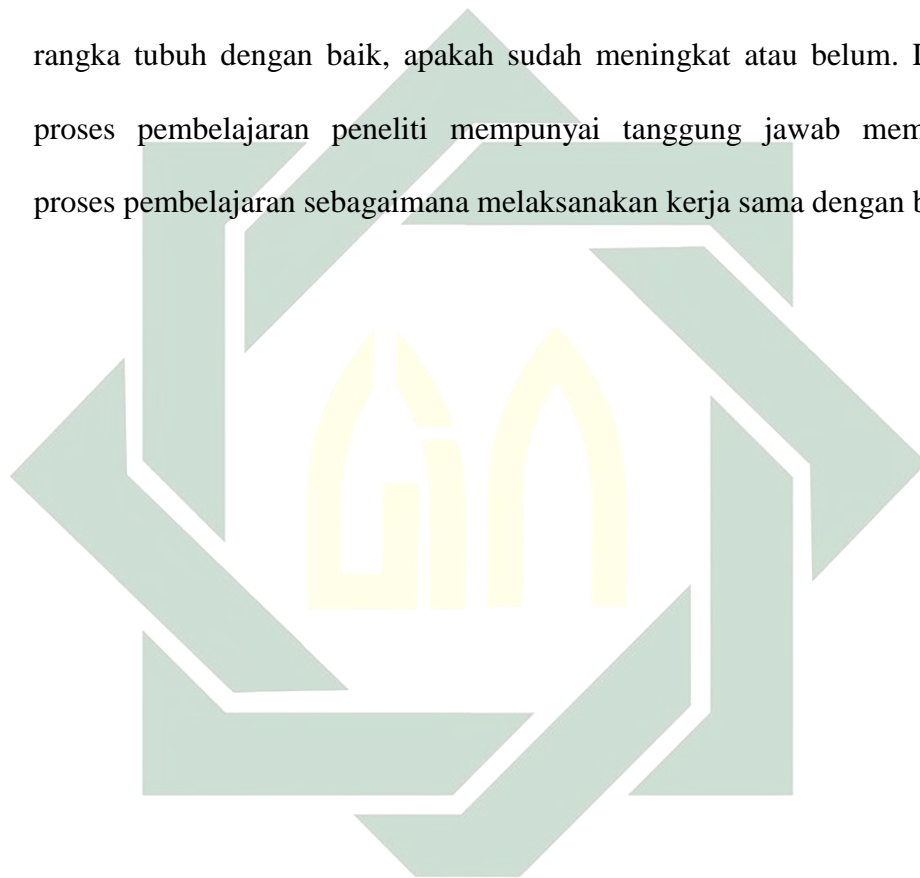 rangka tubuh dengan baik, apakah sudah meningkat atau belum.
proses pembelajaran peneliti mempunyai tanggung jawab
proses pembelajaran sebagaimana melaksanakan kerja sama dengan